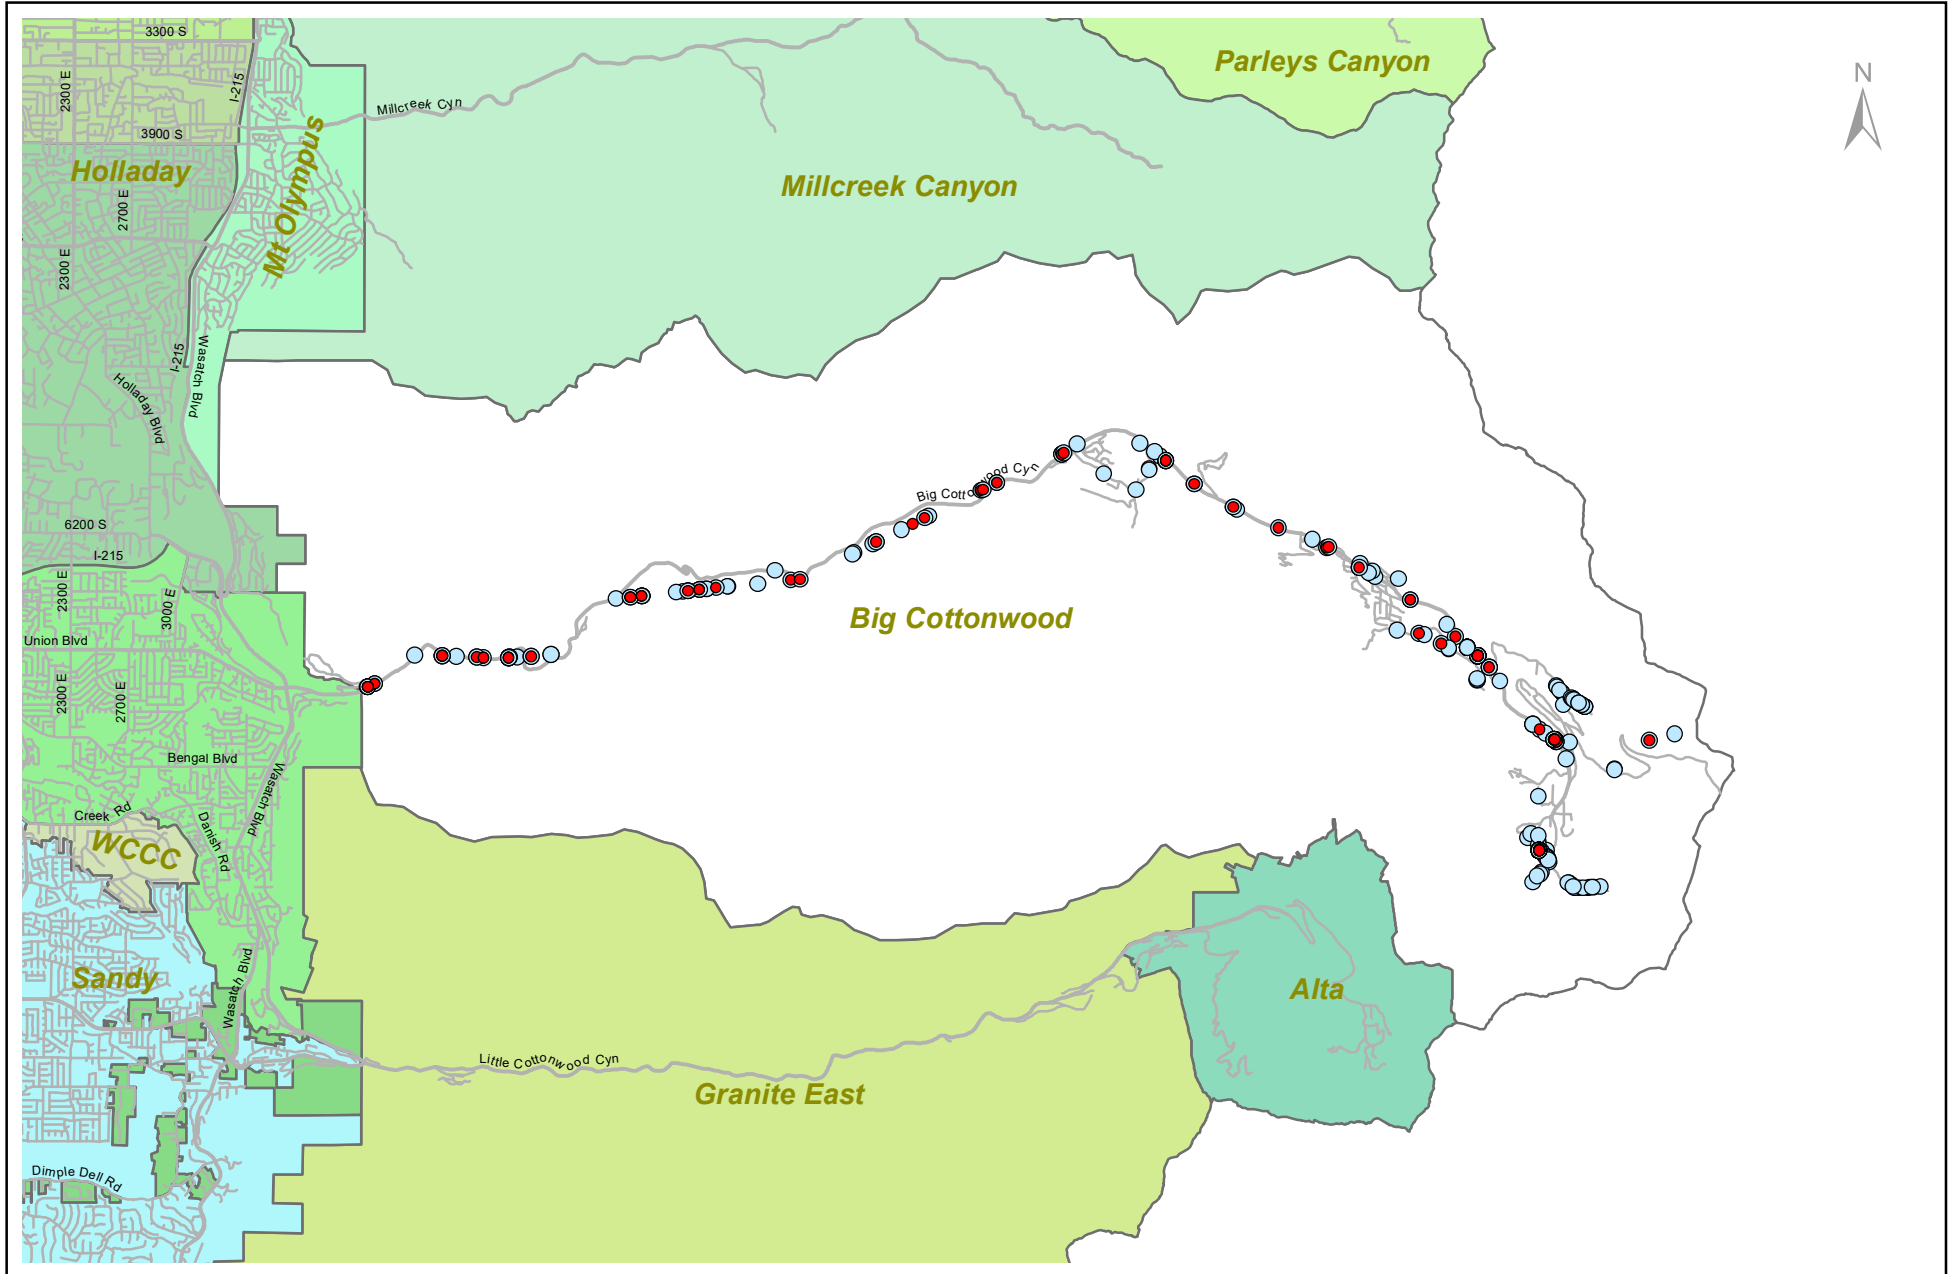 3300 S
Parleys Canyon
N
2300 E
I-215
Millcreek Cyn
3900 S
Holladay
Mt Olympus
Millcreek Canyon
2700 E
2300 E
I-215
Wasatch Blvd
Holladay Blvd
Big Cottonwood Cyn
6200 S
I-215
2300 E
3000 E
Big Cottonwood
Union Blvd
2300 E
2700 E
Bengal Blvd
Wasatch Blvd
Creek Rd
Danish Rd
WCCC
Sandy
Wasatch Blvd
Alta
Little Cottonwood Cyn
Granite East
Dimple Dell Rd